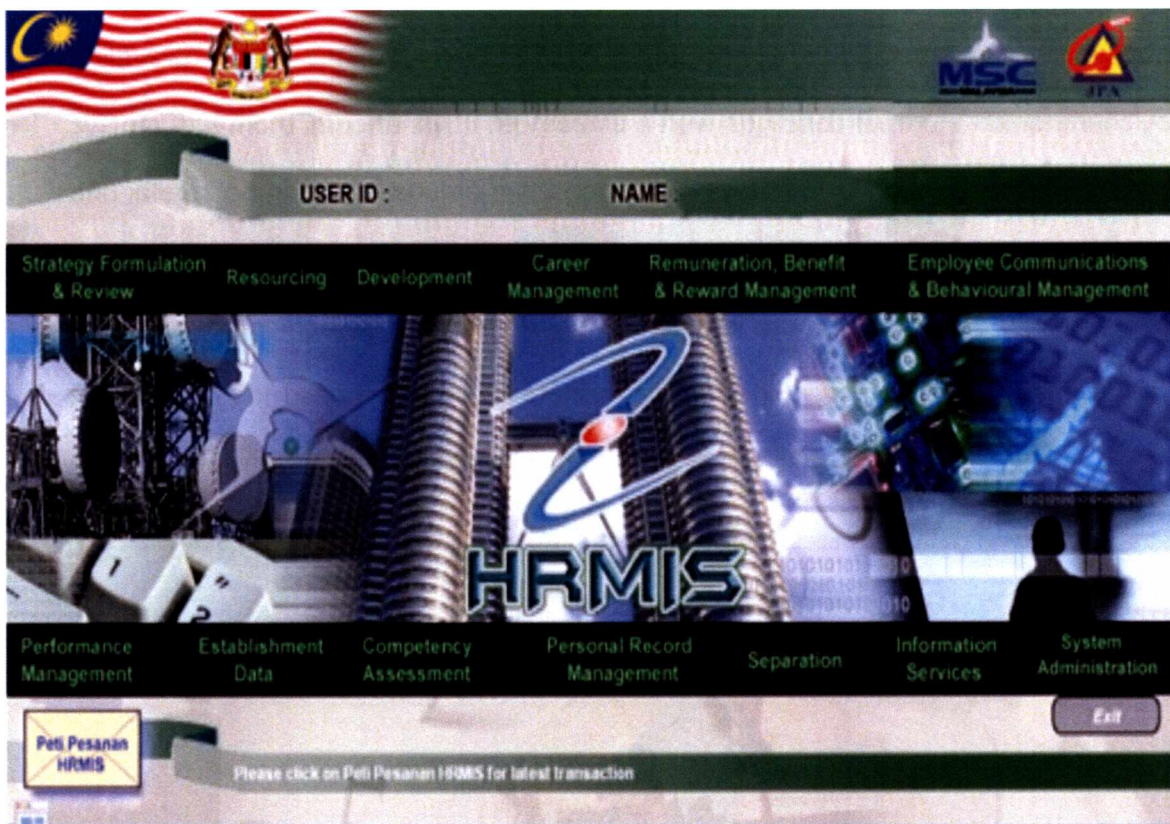 MSC
JPA
USER ID :
NAME :
Strategy Formulation
& Review
Resourcing
Development
Career
Management
Remuneration, Benefit
& Reward Management
Employee Communications
& Behavioural Management
HRMIS
Performance
Management
Establishment
Data
Competency
Assessment
Personal Record
Management
Separation
Information
Services
System
Administration
Exit
Peti Pesanan
HRMIS
Please click on Peti Pesanan HRMIS for latest transaction